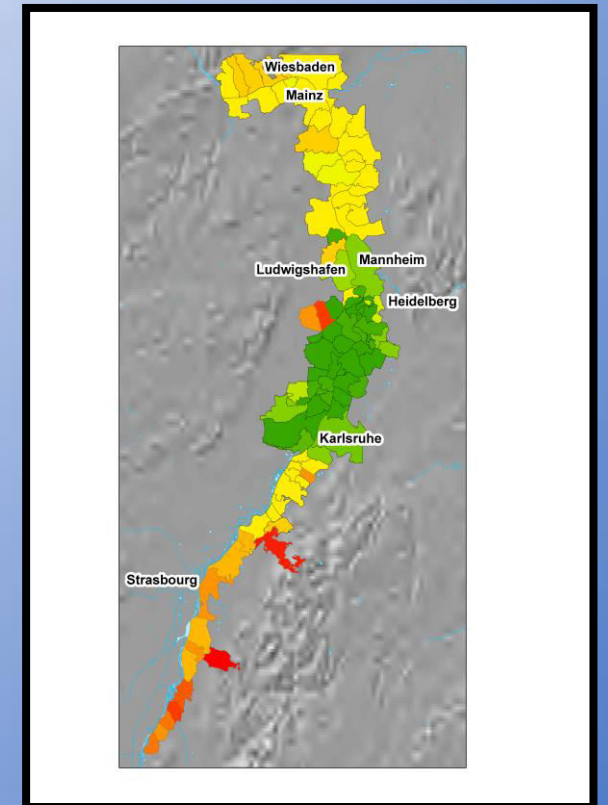 Wiesbaden
Mainz
Ludwigshafen
Mannheim
Heidelberg
Karlsruhe
Strasbourg